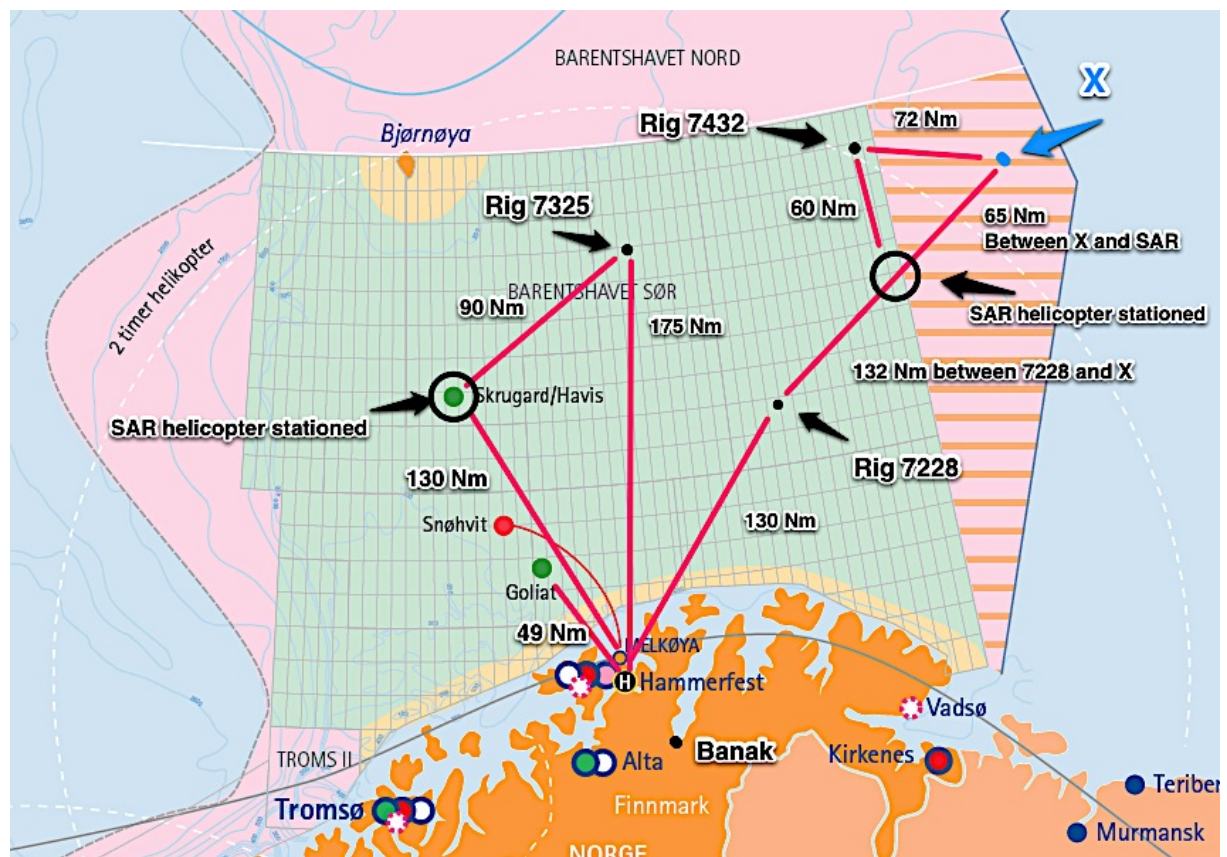 BARENTSHAVET NORD
X
72 Nm
Rig 7432
Bjørnøya
Rig 7325
60 Nm
65 Nm
Between X and SAR
2 timer helikopter
90 Nm
BARENTSHAVET SØR
175 Nm
SAR helicopter stationed
132 Nm between 7228 and X
Skrugard/Havis
SAR helicopter stationed
Rig 7228
130 Nm
130 Nm
Snøhvit
Goliat
49 Nm
MELKØYA
H Hammerfest
Vadsø
Banak
Kirkenes
TROMS II
Alta
Teriber
Tromsø
Finnmark
Murmansk
NORGE